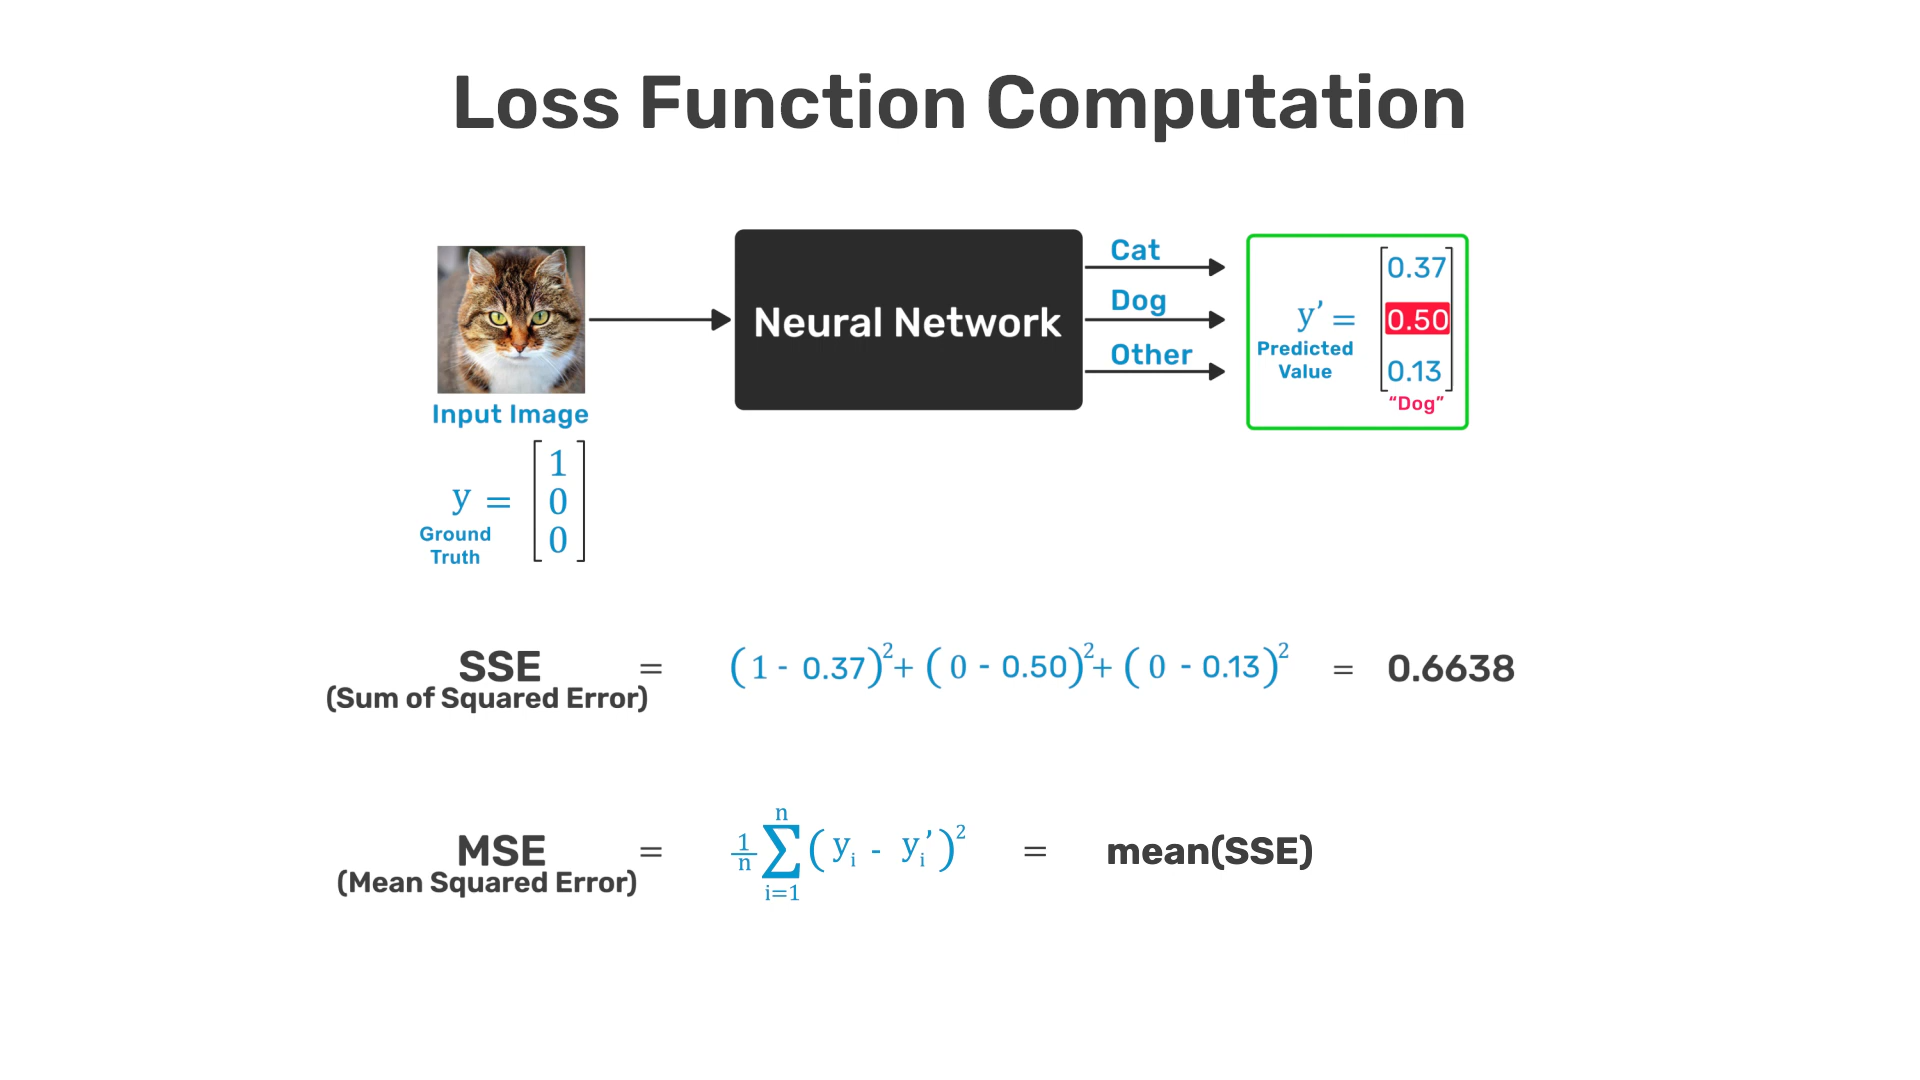 Loss Function Computation
Cat
Dog
Other
Neural Network
Input Image
y’ =
Predicted
Value
0.37
0.50
0.13
“Dog”
y =
Ground
Truth
1
0
0
SSE = (1 - 0.37)² + (0 - 0.50)² + (0 - 0.13)² = 0.6638
(Sum of Squared Error)
MSE = 1/n ∑ n i=1 (yᵢ - yᵢ’)² = mean(SSE)
(Mean Squared Error)